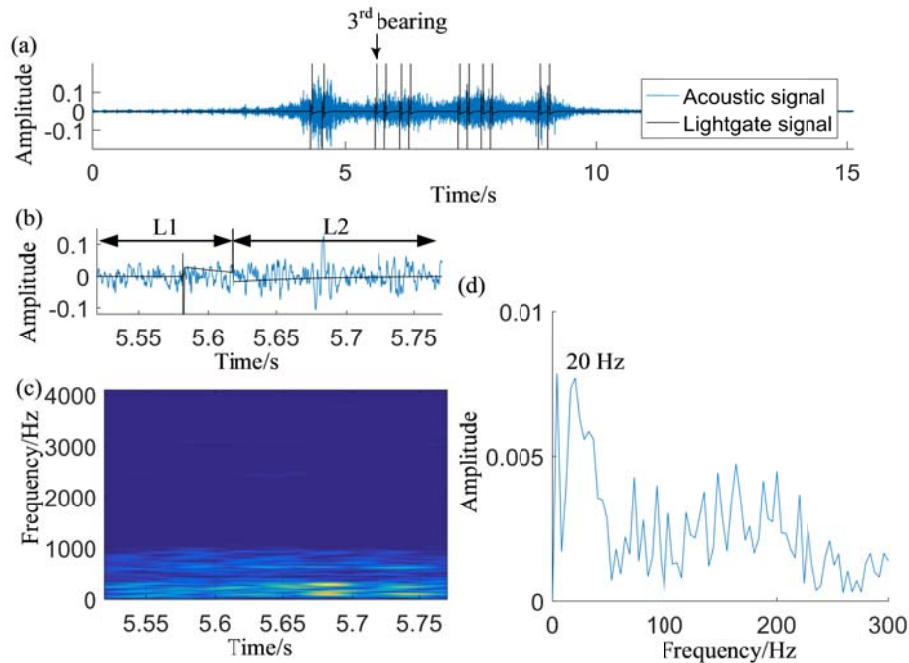 3rd bearing
(a)
Amplitude
0.1
0
-0.1
Acoustic signal
Lightgate signal
0 5 10 15
Time/s
(b)
L1 L2
Amplitude
0.1
0
-0.1
5.55 5.6 5.65 5.7 5.75
Time/s
(c)
Frequency/Hz
4000
3000
2000
1000
0
5.55 5.6 5.65 5.7 5.75
Time/s
(d)
0.01
20 Hz
Amplitude
0.005
0
0 100 200 300
Frequency/Hz